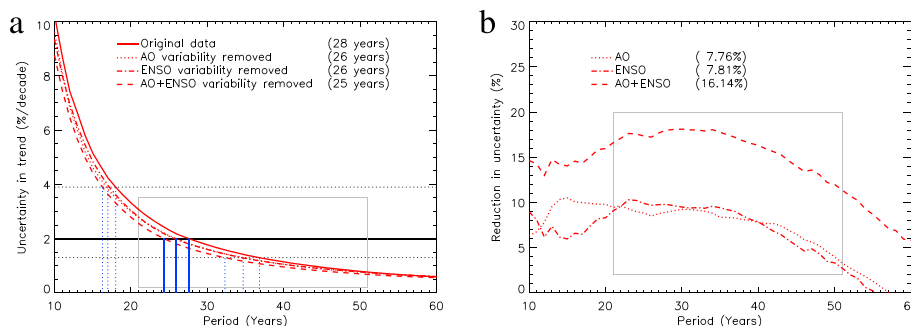 a
Uncertainty in trend (%/decade)
10
8
6
4
2
0
Original data (28 years)
AO variability removed (26 years)
ENSO variability removed (26 years)
AO+ENSO variability removed (25 years)
10 20 30 40 50 60
Period (Years)
b
Reduction in uncertainty (%)
30
25
20
15
10
5
0
AO ( 7.76%)
ENSO ( 7.81%)
AO+ENSO (16.14%)
10 20 30 40 50 60
Period (Years)